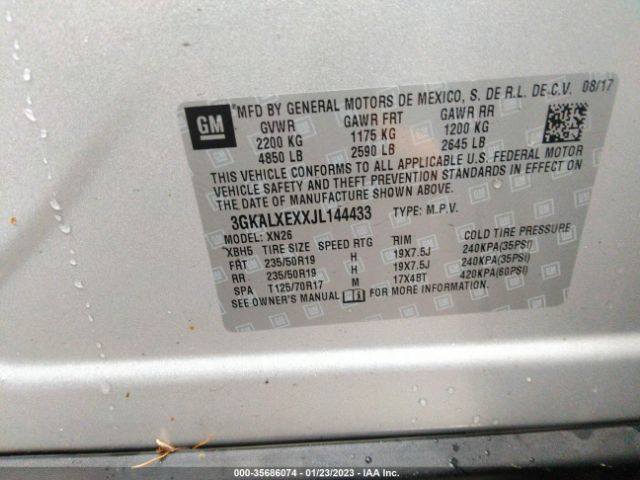 GM
MFD BY GENERAL MOTORS DE MEXICO, S. DE R.L. DE C.V. 08/17
GVWR GAWR FRT GAWR RR
2200 KG 1175 KG 1200 KG
4850 LB 2590 LB 2645 LB
THIS VEHICLE CONFORMS TO ALL APPLICABLE U.S. FEDERAL MOTOR
VEHICLE SAFETY AND THEFT PREVENTION STANDARDS IN EFFECT ON
THE DATE OF MANUFACTURE SHOWN ABOVE.
3GKALXEXXJL144433 TYPE: M.P.V.
MODEL: XN26
XBH5 TIRE SIZE SPEED RTG RIM COLD TIRE PRESSURE
FRT 235/50R19 H 19X7.5J 240KPA(35PSI)
RR 235/50R19 H 19X7.5J 240KPA(35PSI)
SPA T125/70R17 M 17X4BT 420KPA(60PSI)
SEE OWNER'S MANUAL FOR MORE INFORMATION.
000-35686074 - 01/23/2023 - IAA Inc.